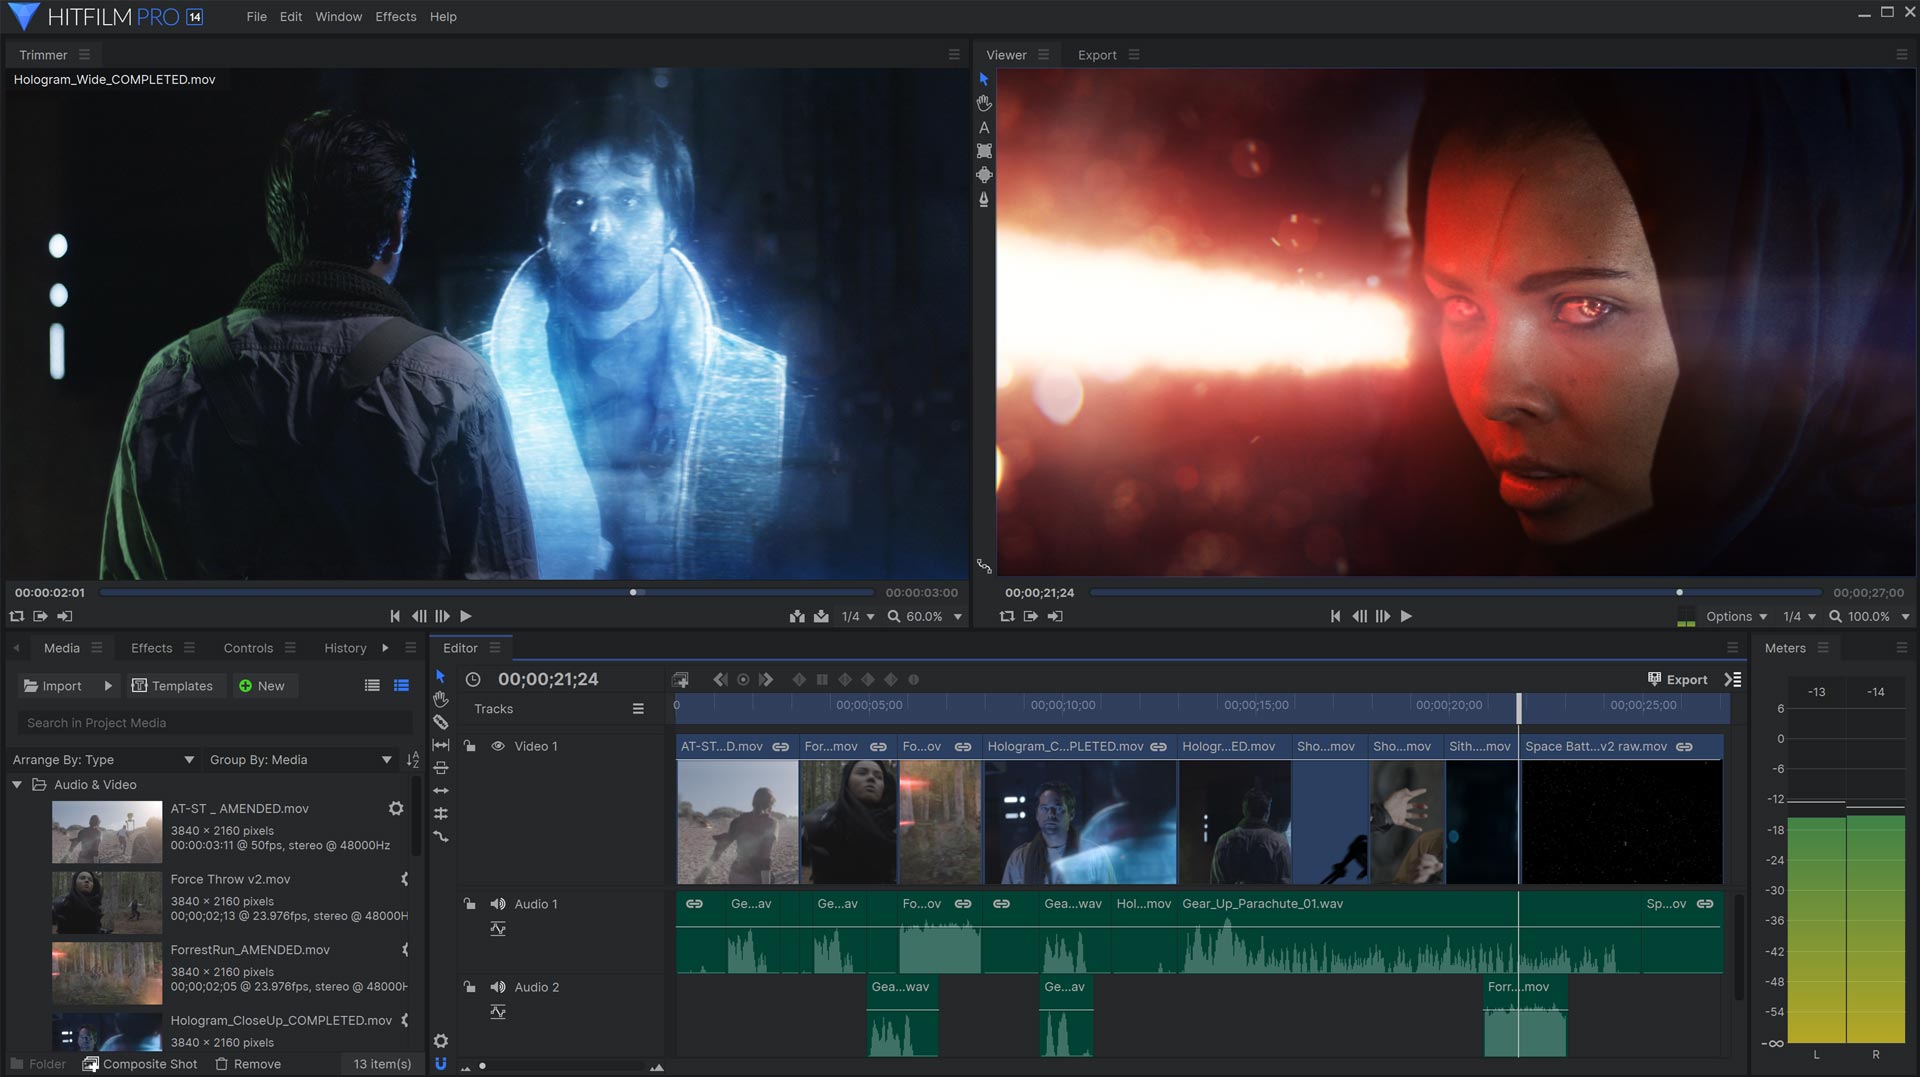 HITFILM PRO 14
File Edit Window Effects Help
Trimmer
Hologram_Wide_COMPLETED.mov
Viewer Export
A
00:00:02:01 00:00:03:00
1/4 60.0%
00;00;21;24 00;00;27;00
Options 1/4 100.0%
Media Effects Controls History
Import Templates New
Search in Project Media
Arrange By: Type Group By: Media
Audio & Video
AT-ST _ AMENDED.mov
3840 × 2160 pixels
00:00:03:11 @ 50fps, stereo @ 48000Hz
Force Throw v2.mov
3840 × 2160 pixels
00;00;02;13 @ 23.976fps, stereo @ 48000H
ForrestRun_AMENDED.mov
3840 × 2160 pixels
00;00;02;05 @ 23.976fps, stereo @ 48000H
Hologram_CloseUp_COMPLETED.mov
3840 × 2160 pixels
Folder Composite Shot Remove 13 item(s)
Editor
00;00;21;24
Export
Tracks
0 00;00;05;00 00;00;10;00 00;00;15;00 00;00;20;00 00;00;25;00
Video 1
AT-ST...D.mov For...mov Fo...ov Hologram_C...PLETED.mov Hologr...ED.mov Sho...mov Sho...mov Sith....mov Space Batt...v2 raw.mov
Audio 1
Ge...av Ge...av Fo...ov Gea...wav Hol...mov Gear_Up_Parachute_01.wav Sp...ov
Audio 2
Gea...wav Ge...av Forr....mov
Meters
-13 -14
6
0
-6
-12
-18
-24
-30
-36
-42
-48
-54
-∞
L R